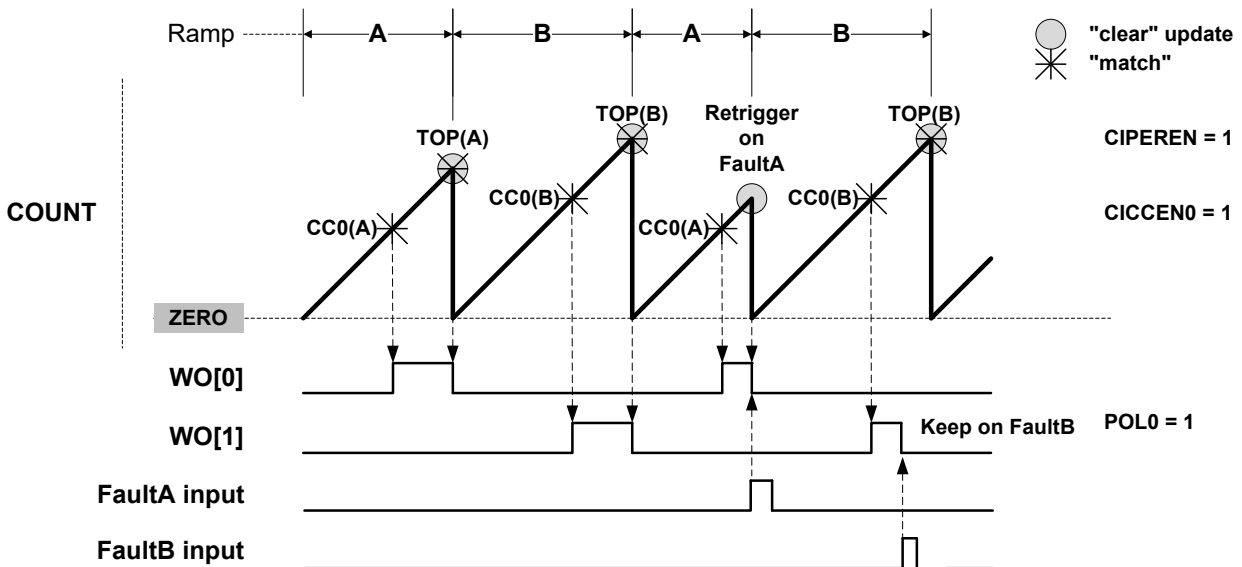 Ramp A B A B
"clear" update
"match"
TOP(A)
TOP(B)
Retrigger
on
FaultA
TOP(B)
CIPEREN = 1
COUNT
CC0(A)
CC0(B)
CC0(A)
CC0(B)
CICCEN0 = 1
ZERO
WO[0]
WO[1]
Keep on FaultB
POL0 = 1
FaultA input
FaultB input